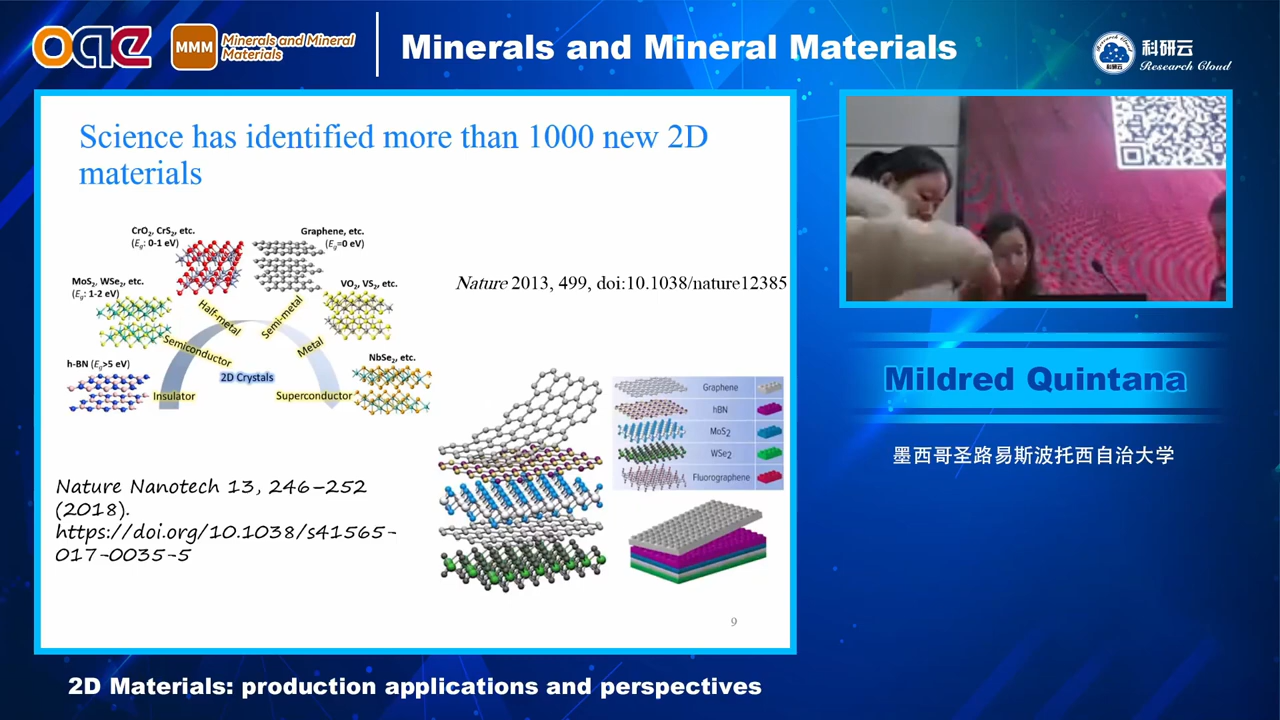 oae
MMM
Minerals and Mineral
Materials
Minerals and Mineral Materials
Research Cloud
科研云
科研云
Research Cloud
Science has identified more than 1000 new 2D
materials
CrO2, CrS2, etc.
(Eg: 0-1 eV)
Graphene, etc.
(Eg=0 eV)
MoS2, WSe2, etc.
(Eg: 1-2 eV)
VO2, VS2, etc.
h-BN (Eg>5 eV)
NbSe2, etc.
Insulator
Semiconductor
Half-metal
Semi-metal
Metal
Superconductor
2D Crystals
Nature 2013, 499, doi:10.1038/nature12385
Graphene
hBN
MoS2
WSe2
Fluorographene
Nature Nanotech 13, 246–252
(2018).
https://doi.org/10.1038/s41565-
017-0035-5
9
Mildred Quintana
墨西哥圣路易斯波托西自治大学
2D Materials: production applications and perspectives